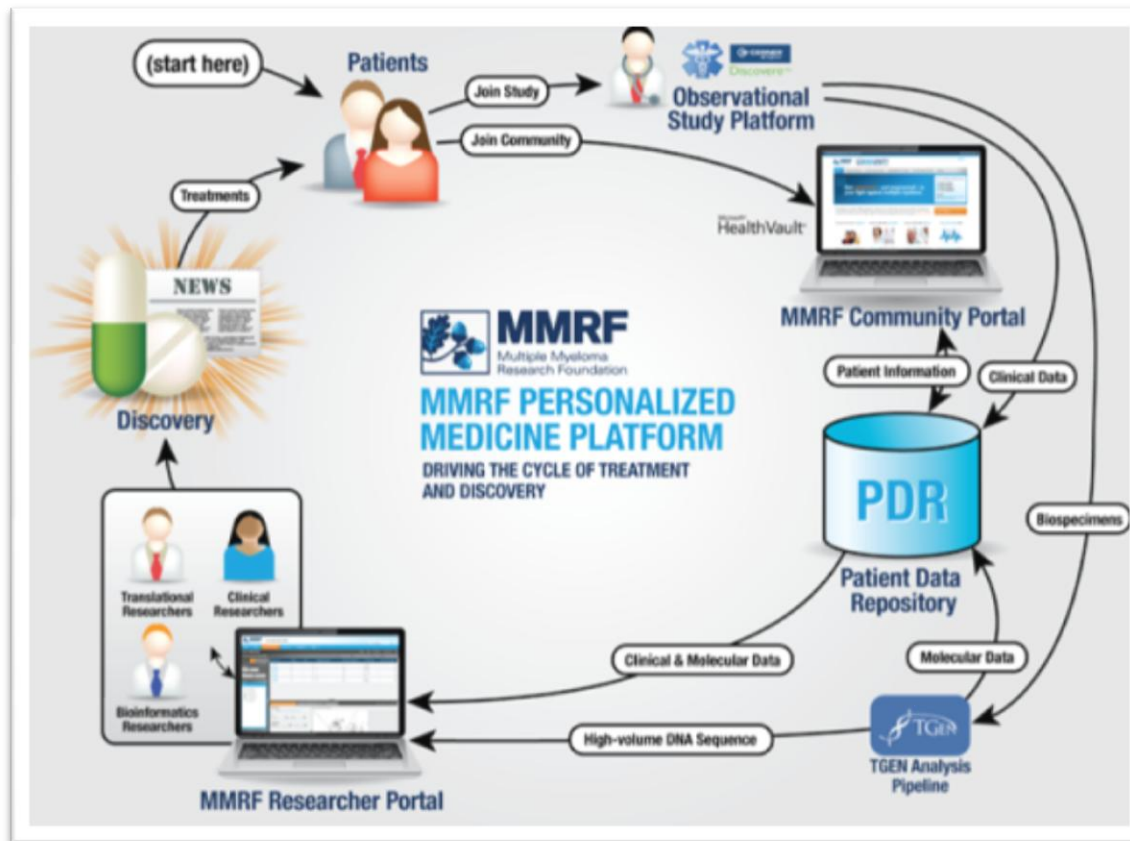 (start here)
Patients
Join Study
Join Community
Observational
Study Platform
HealthVault
MMRF Community Portal
Treatments
NEWS
Discovery
MMRF
Multiple Myeloma
Research Foundation
MMRF PERSONALIZED
MEDICINE PLATFORM
DRIVING THE CYCLE OF TREATMENT
AND DISCOVERY
Patient Information
Clinical Data
PDR
Patient Data
Repository
Biospecimens
Translational
Researchers
Clinical
Researchers
Bioinformatics
Researchers
Clinical & Molecular Data
Molecular Data
High-volume DNA Sequence
TGEN
TGEN Analysis
Pipeline
MMRF Researcher Portal